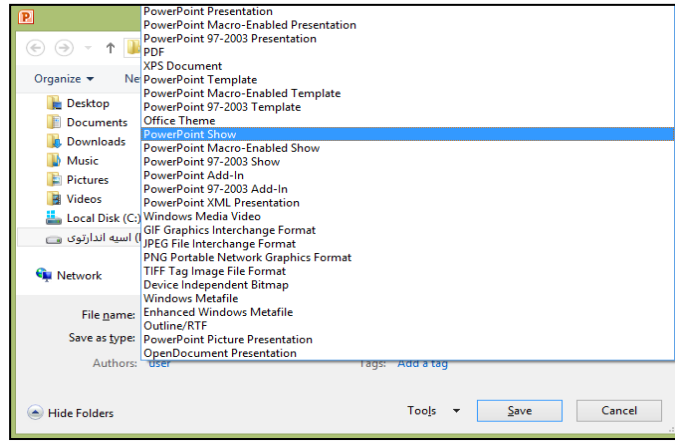 PowerPoint Presentation
PowerPoint Macro-Enabled Presentation
PowerPoint 97-2003 Presentation
PDF
XPS Document
PowerPoint Template
PowerPoint Macro-Enabled Template
PowerPoint 97-2003 Template
Office Theme
PowerPoint Show
PowerPoint Macro-Enabled Show
PowerPoint 97-2003 Show
PowerPoint Add-In
PowerPoint 97-2003 Add-In
PowerPoint XML Presentation
Windows Media Video
GIF Graphics Interchange Format
JPEG File Interchange Format
PNG Portable Network Graphics Format
TIFF Tag Image File Format
Device Independent Bitmap
Windows Metafile
Enhanced Windows Metafile
Outline/RTF
PowerPoint Picture Presentation
OpenDocument Presentation
Organize
Ne
Desktop
Documents
Downloads
Music
Pictures
Videos
Local Disk (C:)
اسیه اندارتوی
Network
File name:
Save as type:
Authors: user
Tags: Add a tag
Hide Folders
Tools
Save
Cancel